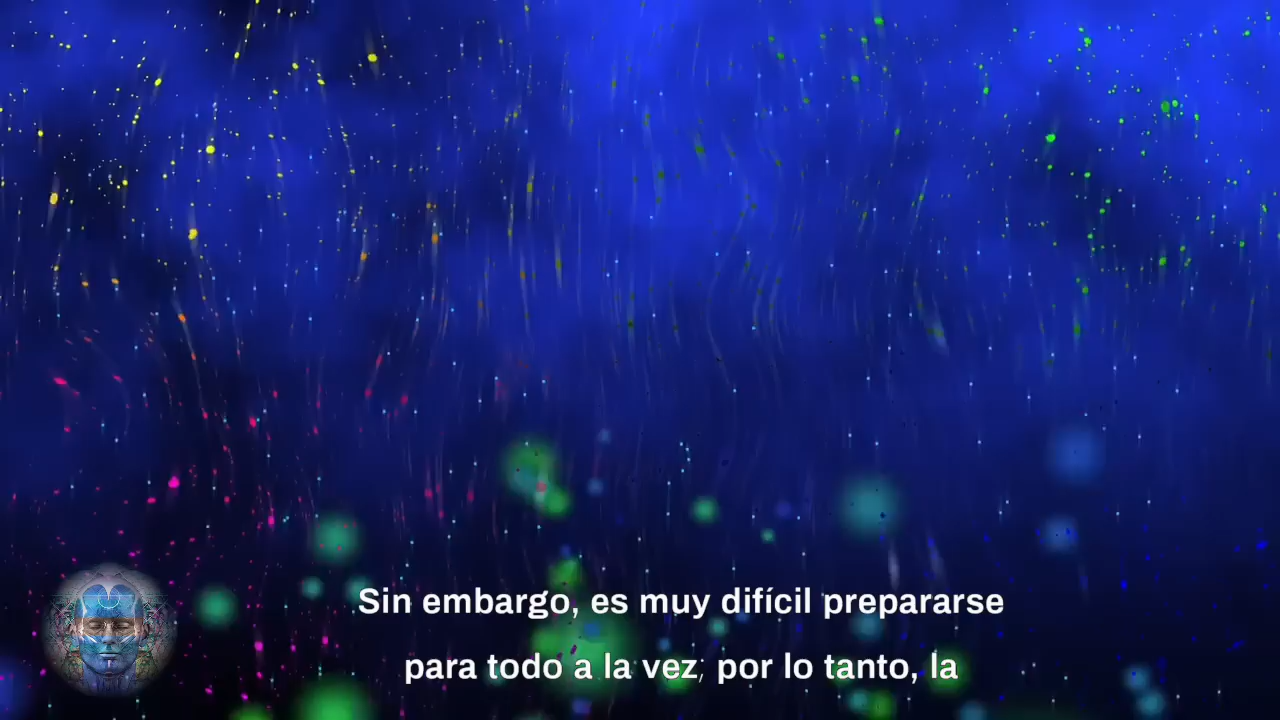 Sin embargo, es muy difícil prepararse
para todo a la vez; por lo tanto, la